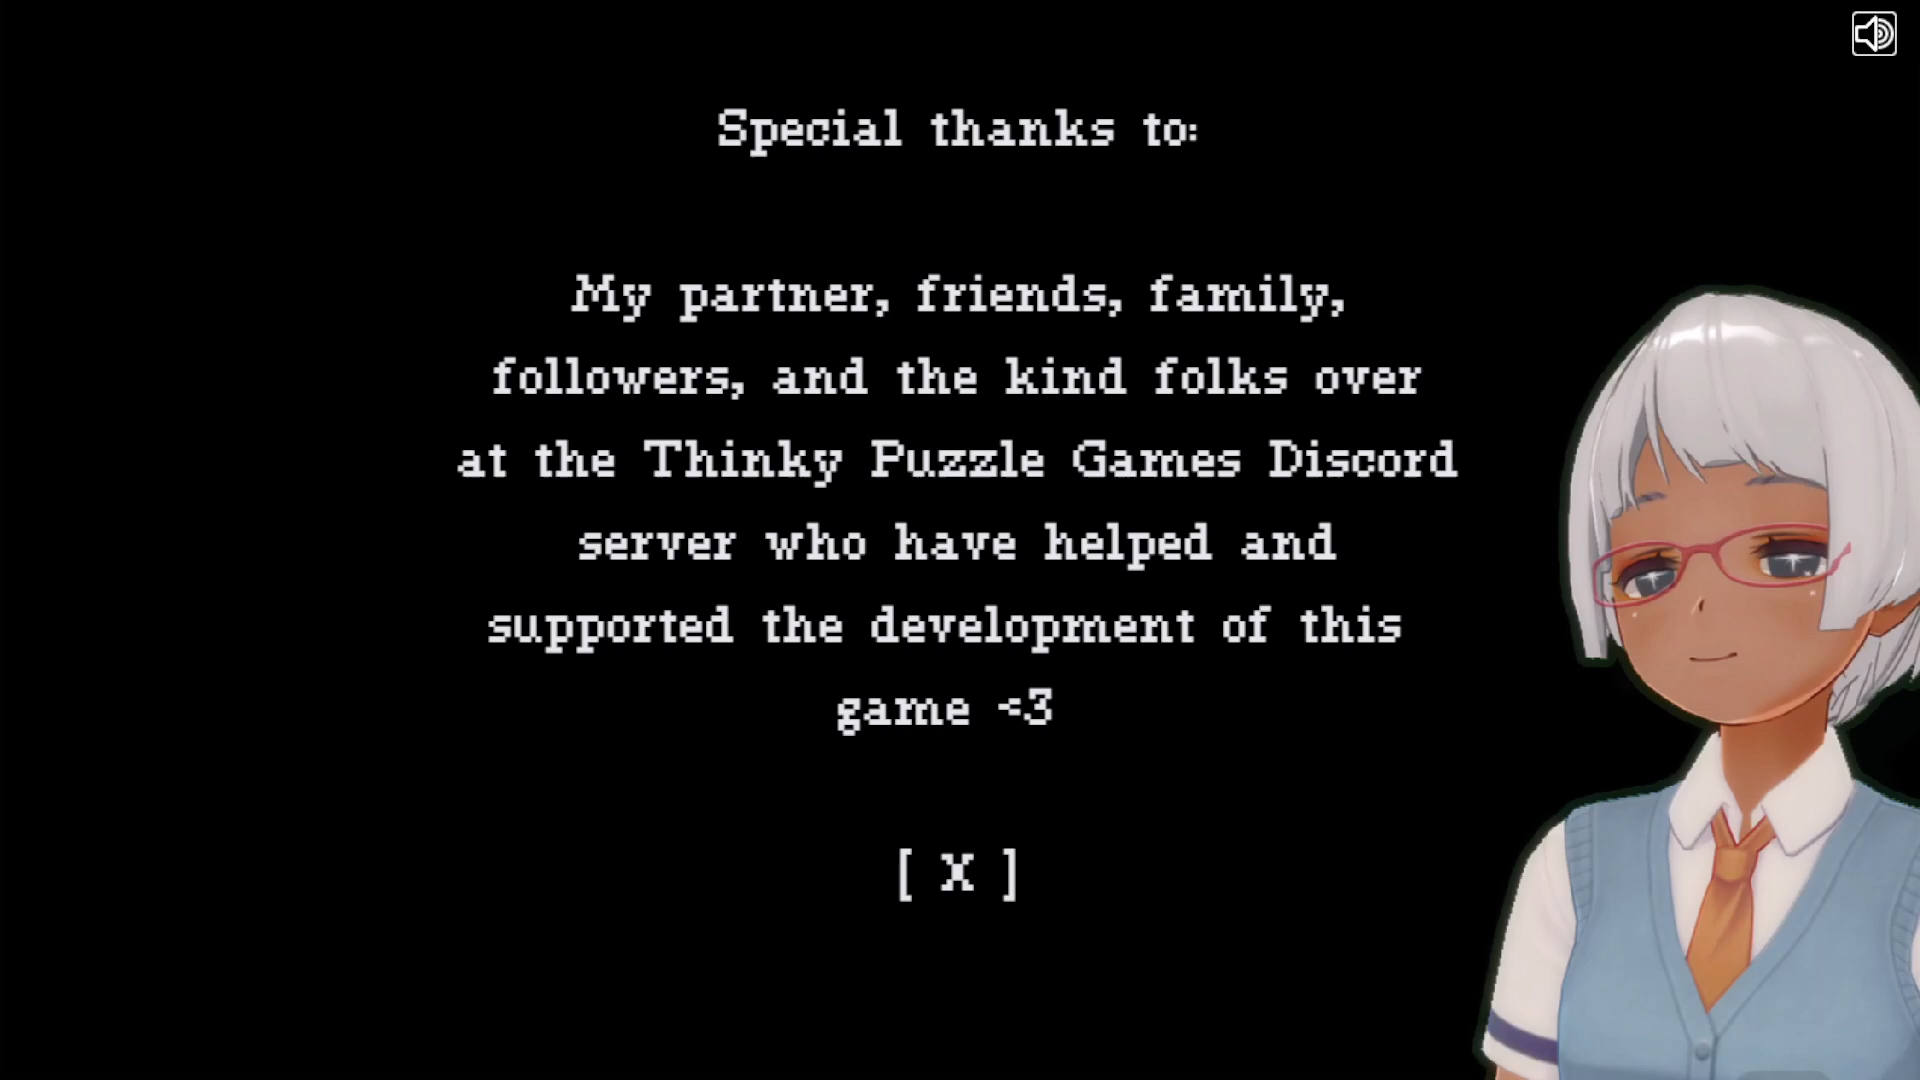 Special thanks to:
My partner, friends, family,
followers, and the kind folks over
at the Thinky Puzzle Games Discord
server who have helped and
supported the development of this
game <3
[ X ]